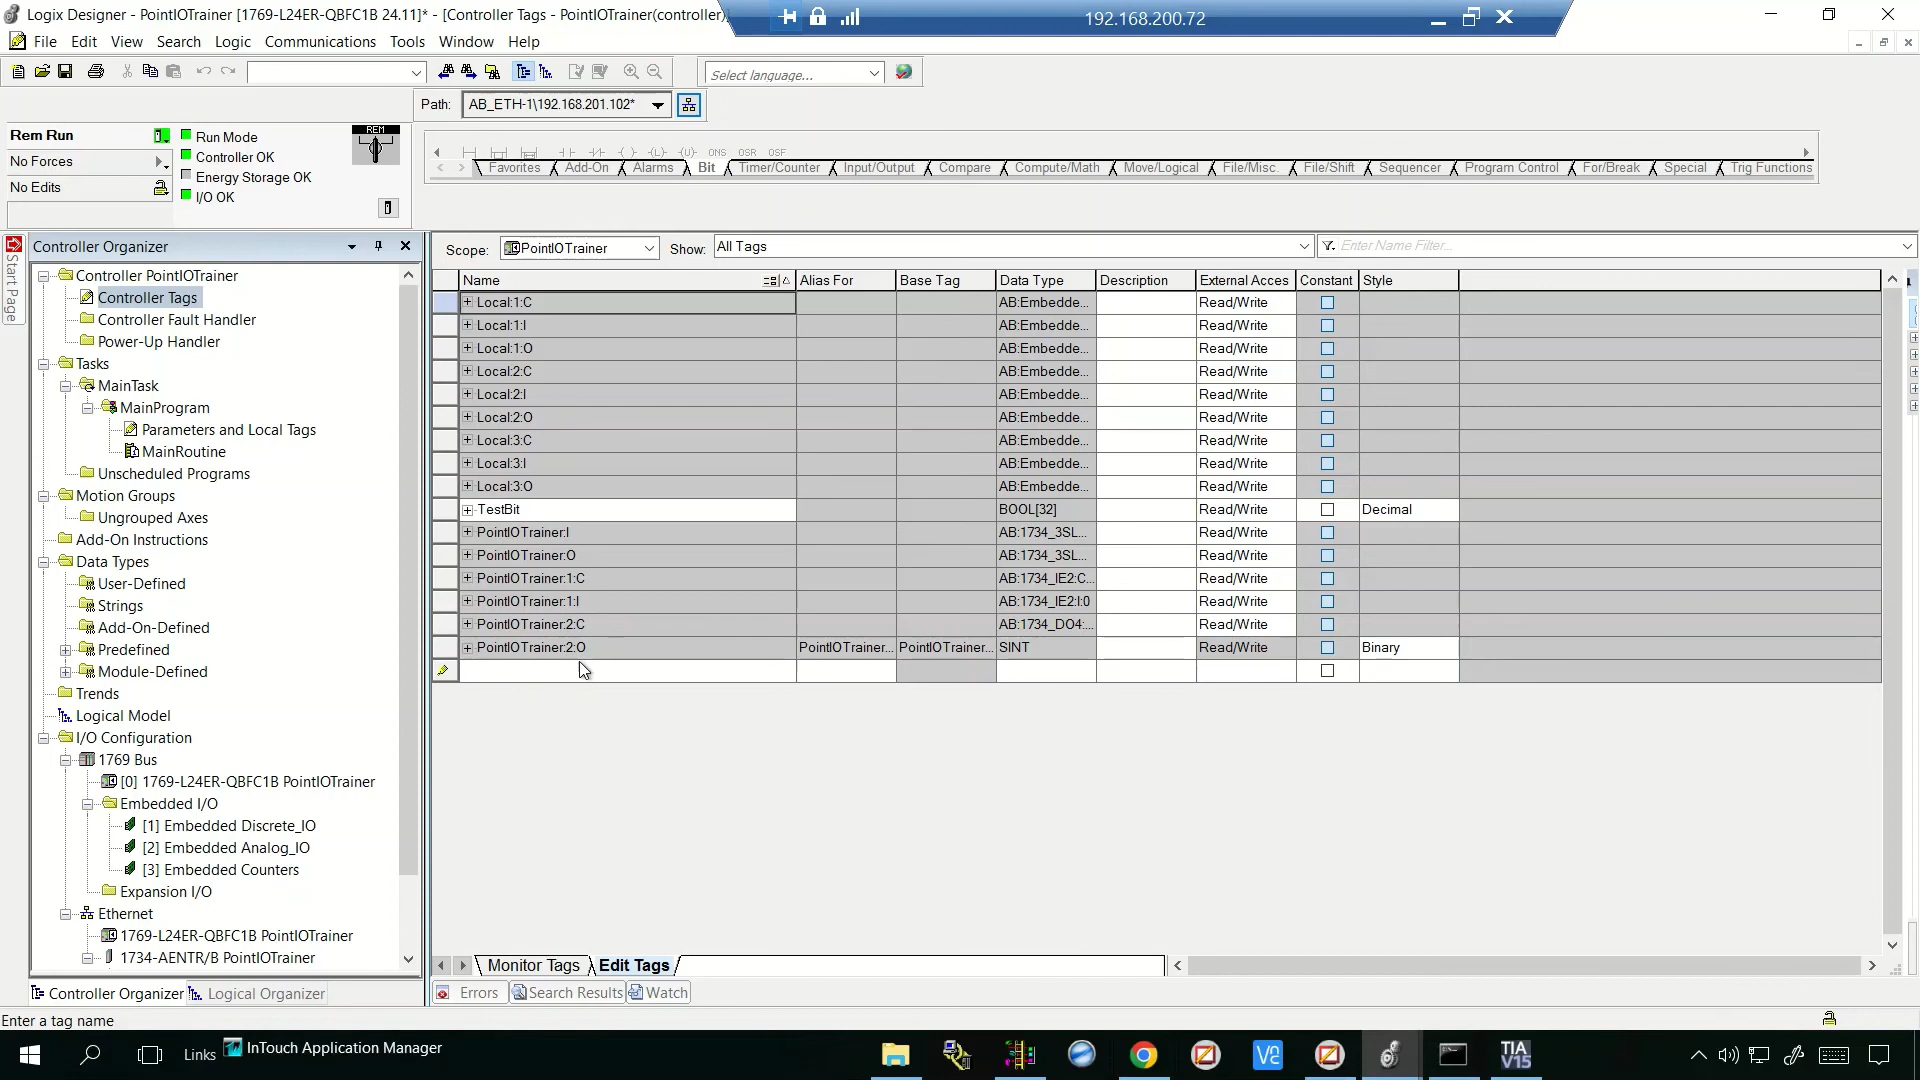 Logix Designer - PointIOTrainer [1769-L24ER-QBFC1B 24.11]* - [Controller Tags - PointIOTrainer(controller)
192.168.200.72
File Edit View Search Logic Communications Tools Window Help
Select language...
Path: AB_ETH-1\192.168.201.102*
Rem Run
No Forces
No Edits
Run Mode
Controller OK
Energy Storage OK
I/O OK
REM
ONS OSR OSF
Favorites Add-On Alarms Bit Timer/Counter Input/Output Compare Compute/Math Move/Logical File/Misc. File/Shift Sequencer Program Control For/Break Special Trig Functions
Start Page
Controller Organizer
Controller PointIOTrainer
Controller Tags
Controller Fault Handler
Power-Up Handler
Tasks
MainTask
MainProgram
Parameters and Local Tags
MainRoutine
Unscheduled Programs
Motion Groups
Ungrouped Axes
Add-On Instructions
Data Types
User-Defined
Strings
Add-On-Defined
Predefined
Module-Defined
Trends
Logical Model
I/O Configuration
1769 Bus
[0] 1769-L24ER-QBFC1B PointIOTrainer
Embedded I/O
[1] Embedded Discrete_IO
[2] Embedded Analog_IO
[3] Embedded Counters
Expansion I/O
Ethernet
1769-L24ER-QBFC1B PointIOTrainer
1734-AENTR/B PointIOTrainer
Controller Organizer Logical Organizer
Scope: PointIOTrainer Show: All Tags Enter Name Filter...
Name Alias For Base Tag Data Type Description External Acces Constant Style
Local:1:C AB:Embedde... Read/Write
Local:1:I AB:Embedde... Read/Write
Local:1:O AB:Embedde... Read/Write
Local:2:C AB:Embedde... Read/Write
Local:2:I AB:Embedde... Read/Write
Local:2:O AB:Embedde... Read/Write
Local:3:C AB:Embedde... Read/Write
Local:3:I AB:Embedde... Read/Write
Local:3:O AB:Embedde... Read/Write
TestBit BOOL[32] Read/Write Decimal
PointIOTrainer:I AB:1734_3SL... Read/Write
PointIOTrainer:O AB:1734_3SL... Read/Write
PointIOTrainer:1:C AB:1734_IE2:C... Read/Write
PointIOTrainer:1:I AB:1734_IE2:I:0 Read/Write
PointIOTrainer:2:C AB:1734_DO4:... Read/Write
PointIOTrainer:2:O PointIOTrainer... PointIOTrainer... SINT Read/Write Binary
Monitor Tags Edit Tags
Errors Search Results Watch
Enter a tag name
Links InTouch Application Manager
V2
TIA V15